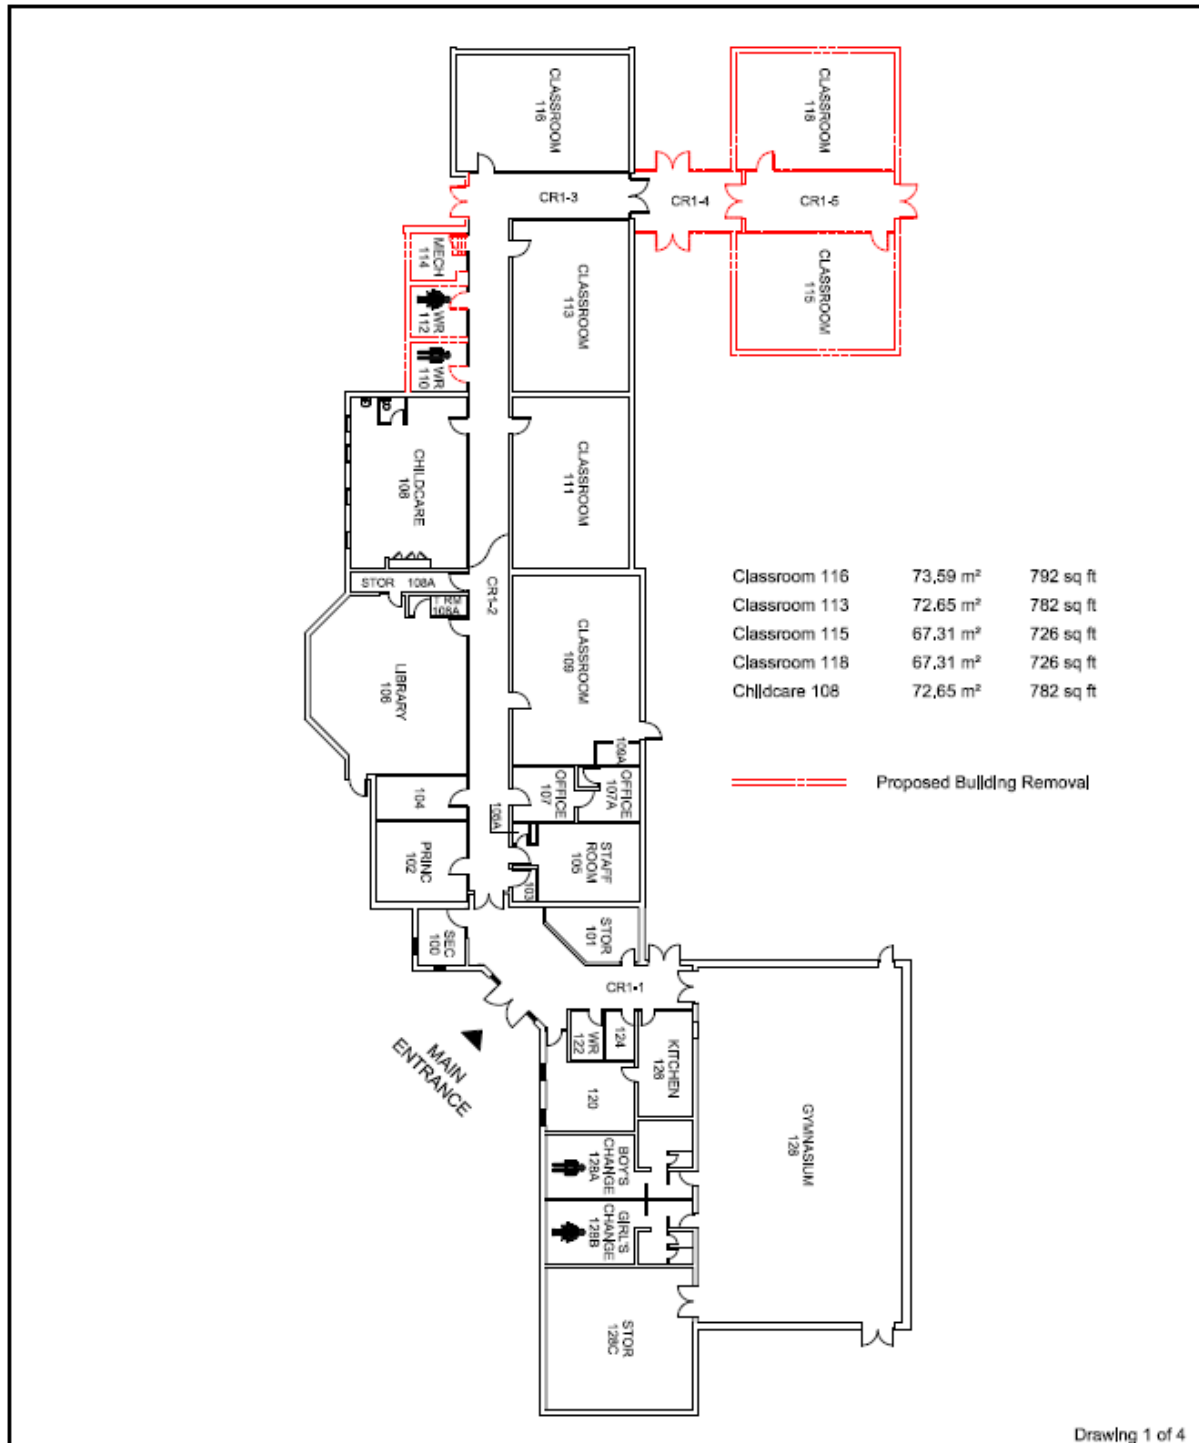 CLASSROOM
116
CLASSROOM
118
CR1-3
CR1-4
CR1-5
MECH
114
CLASSROOM
113
CLASSROOM
115
WR
112
WR
110
CHILDCARE
108
CLASSROOM
111
STOR 108A
108A
CR1-2
CLASSROOM
109
Classroom 116 73.59 m² 792 sq ft
Classroom 113 72.65 m² 782 sq ft
Classroom 115 67.31 m² 726 sq ft
Classroom 118 67.31 m² 726 sq ft
Childcare 108 72.65 m² 782 sq ft
LIBRARY
106
109A
Proposed Building Removal
104
OFFICE
107
OFFICE
107A
PRINC
102
STAFF
ROOM
105
103
SEC
100
STOR
101
CR1-1
MAIN
ENTRANCE
WR
122
124
KITCHEN
126
120
GYMNASIUM
128
BOY'S
CHANGE
128A
GIRL'S
CHANGE
128B
STOR
128C
Drawing 1 of 4